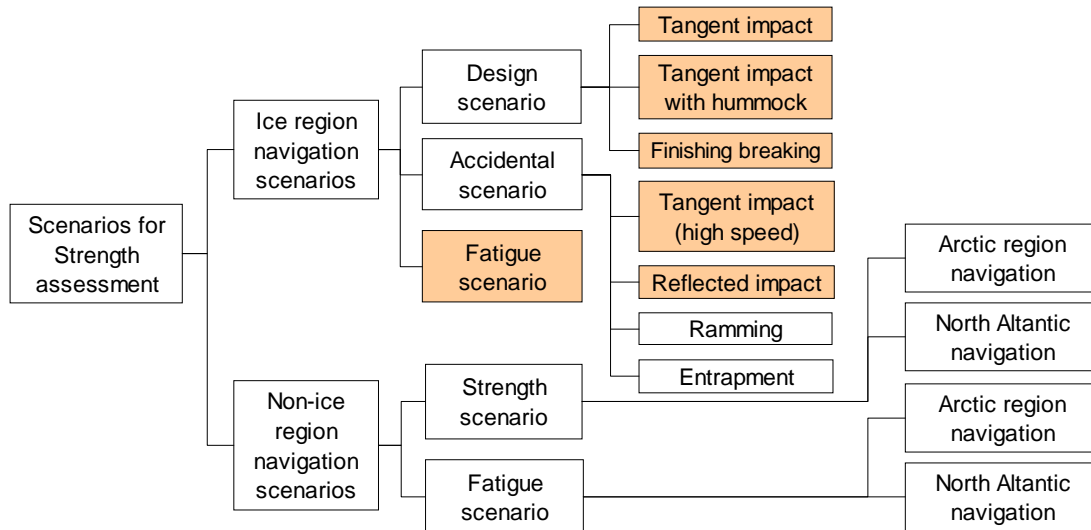 Scenarios for
Strength
assessment
Ice region
navigation
scenarios
Design
scenario
Tangent impact
Tangent impact
with hummock
Finishing breaking
Accidental
scenario
Tangent impact
(high speed)
Reflected impact
Ramming
Entrapment
Fatigue
scenario
Non-ice
region
navigation
scenarios
Strength
scenario
Arctic region
navigation
North Altantic
navigation
Fatigue
scenario
Arctic region
navigation
North Altantic
navigation